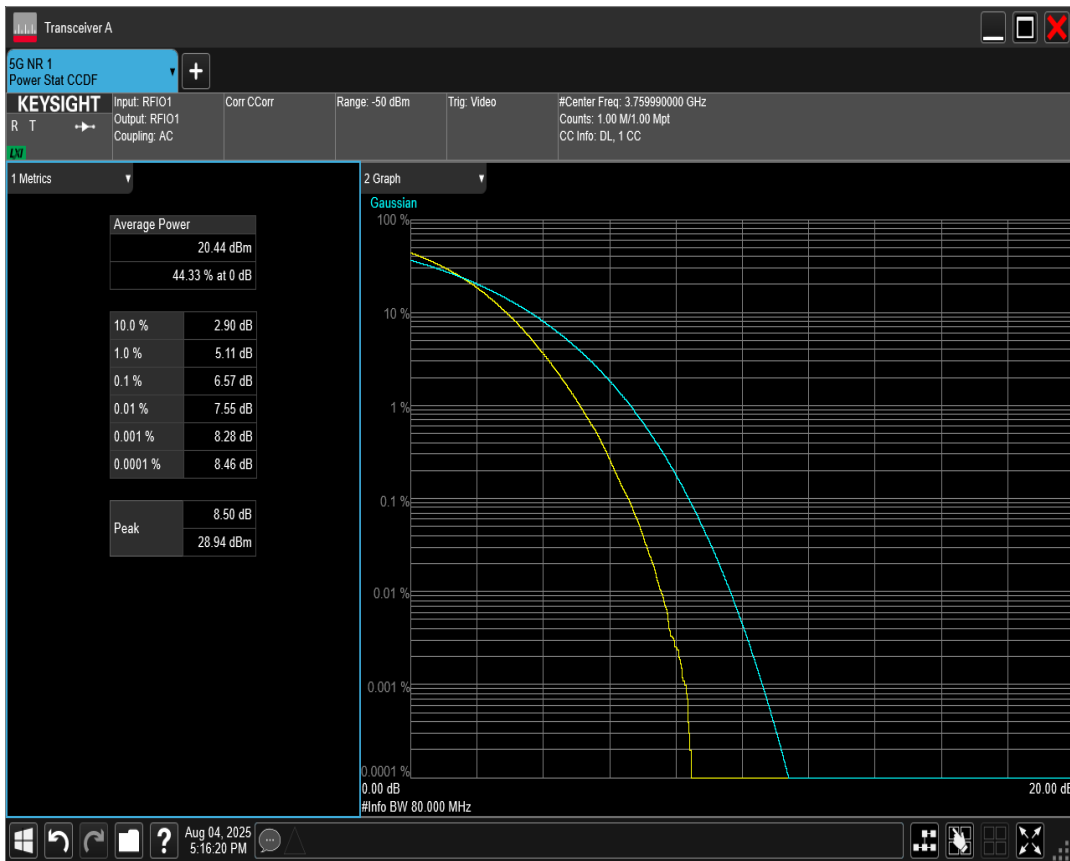 Transceiver A
5G NR 1
Power Stat CCDF
KEYSIGHT
R T
LXI
Input: RFIO1
Output: RFIO1
Coupling: AC
Corr CCorr
Range: -50 dBm
Trig: Video
#Center Freq: 3.759990000 GHz
Counts: 1.00 M/1.00 Mpt
CC Info: DL, 1 CC
1 Metrics
Average Power
20.44 dBm
44.33 % at 0 dB
10.0 % 2.90 dB
1.0 % 5.11 dB
0.1 % 6.57 dB
0.01 % 7.55 dB
0.001 % 8.28 dB
0.0001 % 8.46 dB
Peak
8.50 dB
28.94 dBm
2 Graph
Gaussian
100 %
10 %
1 %
0.1 %
0.01 %
0.001 %
0.0001 %
0.00 dB 20.00 dB
#Info BW 80.000 MHz
Aug 04, 2025
5:16:20 PM